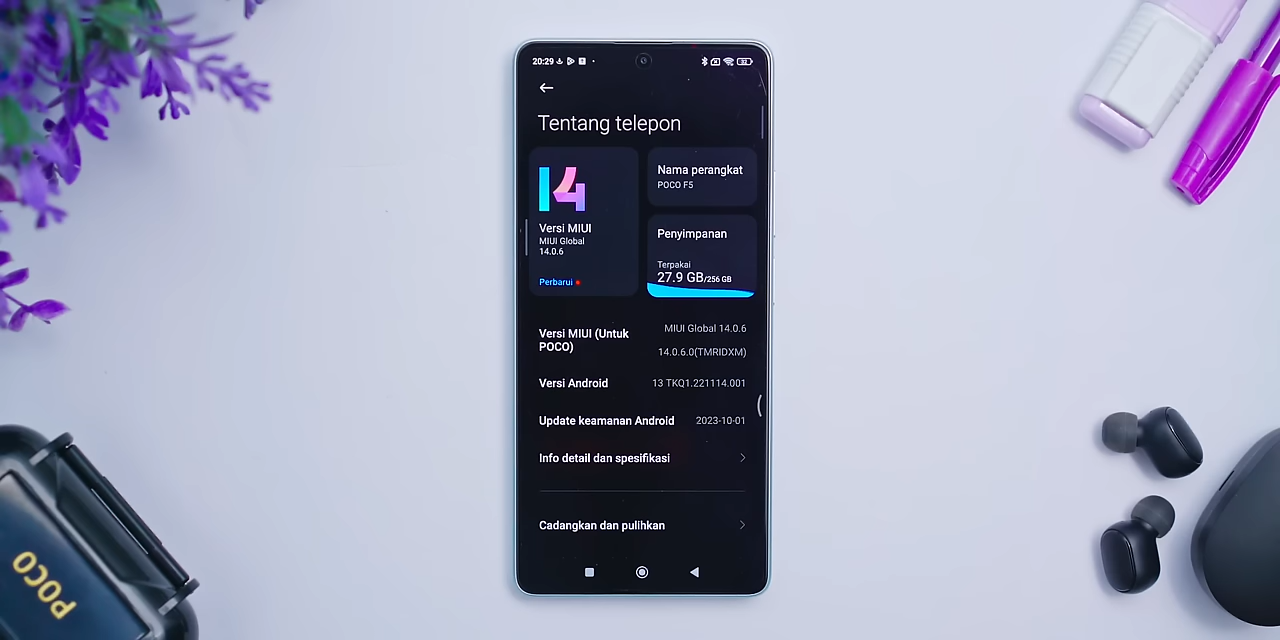 20:29
92
Tentang telepon
14
Versi MIUI
MIUI Global
14.0.6
Perbarui
Nama perangkat
POCO F5
Penyimpanan
Terpakai
27.9 GB/256 GB
Versi MIUI (Untuk
POCO)
MIUI Global 14.0.6
14.0.6.0(TMRIDXM)
Versi Android
13 TKQ1.221114.001
Update keamanan Android
2023-10-01
Info detail dan spesifikasi
Cadangkan dan pulihkan
POCO